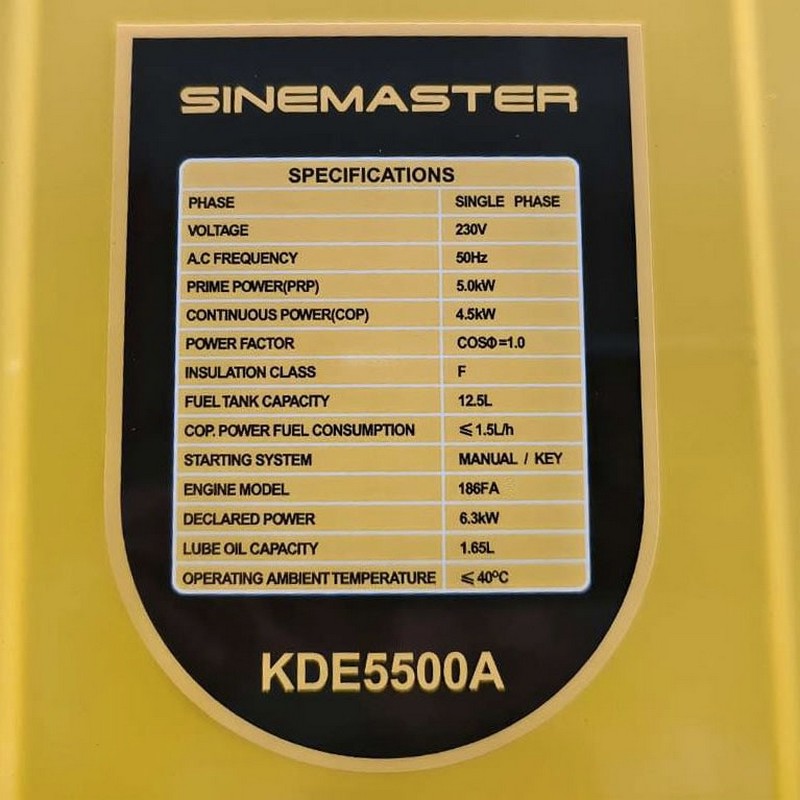 SINEMASTER
SPECIFICATIONS
PHASE SINGLE PHASE
VOLTAGE 230V
A.C FREQUENCY 50Hz
PRIME POWER(PRP) 5.0kW
CONTINUOUS POWER(COP) 4.5kW
POWER FACTOR COSΦ=1.0
INSULATION CLASS F
FUEL TANK CAPACITY 12.5L
COP. POWER FUEL CONSUMPTION ⩽1.5L/h
STARTING SYSTEM MANUAL / KEY
ENGINE MODEL 186FA
DECLARED POWER 6.3kW
LUBE OIL CAPACITY 1.65L
OPERATING AMBIENT TEMPERATURE ⩽40°C
KDE5500A